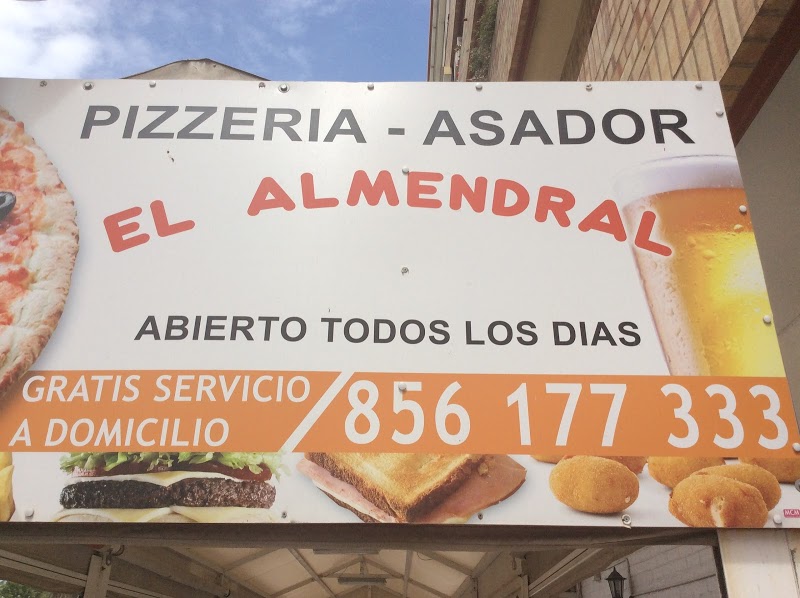 PIZZERIA - ASADOR
EL ALMENDRAL
ABIERTO TODOS LOS DIAS
GRATIS SERVICIO
A DOMICILIO
856 177 333